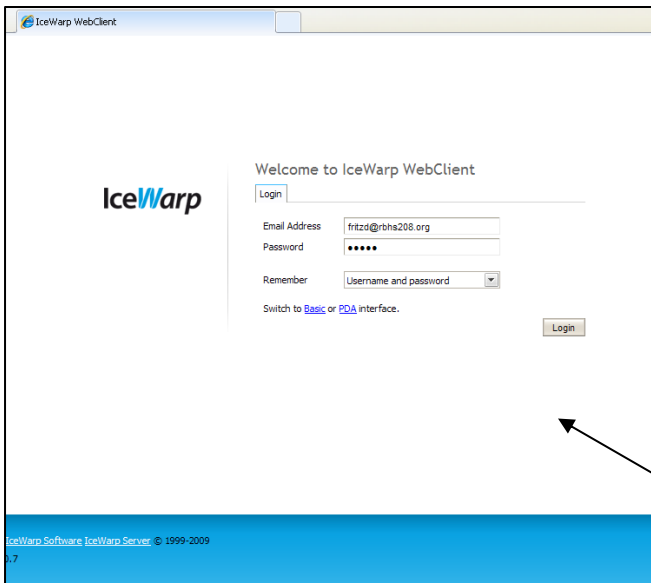 IceWarp WebClient
Welcome to IceWarp WebClient
IceWarp
Login
Email Address fritzd@rbhs208.org
Password •••••
Remember Username and password
Switch to Basic or PDA interface.
Login
IceWarp Software IceWarp Server © 1999-2009
.7